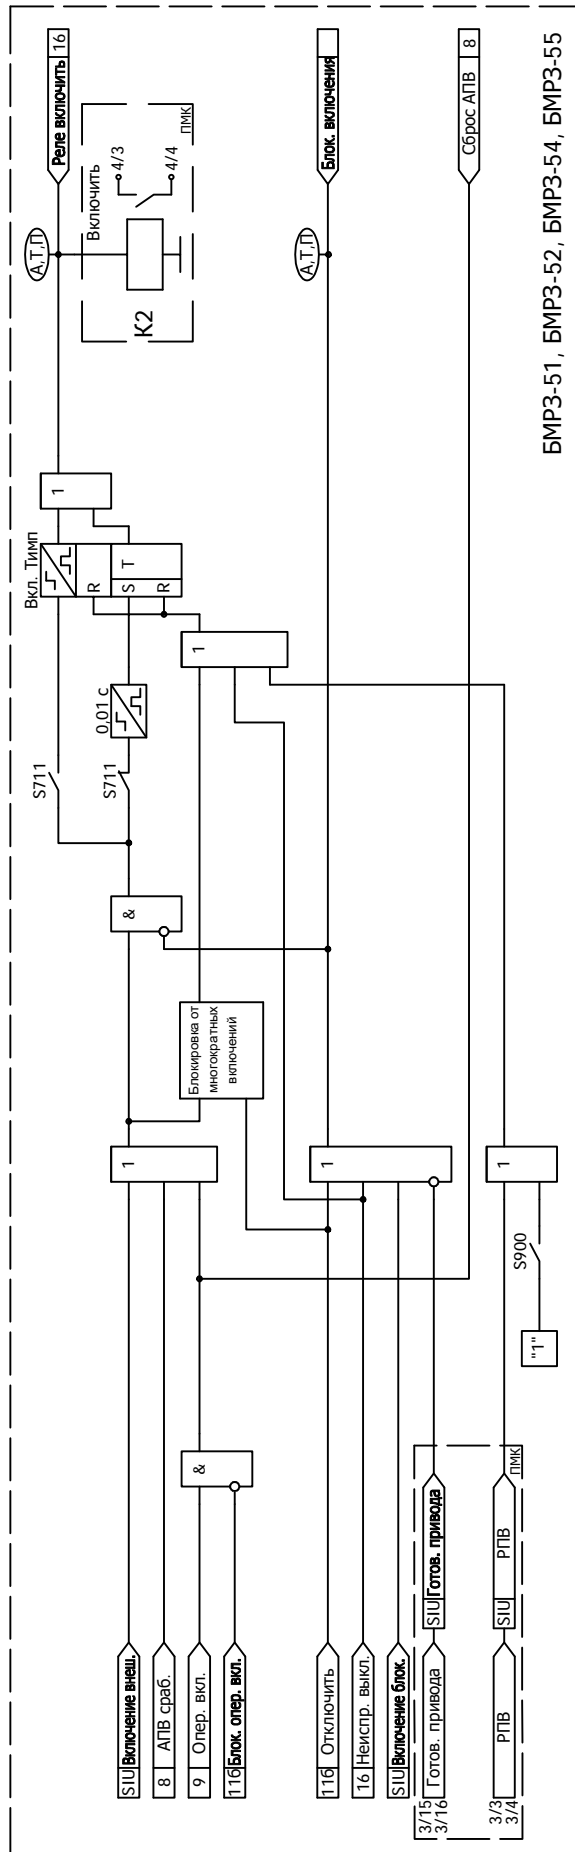 SIU Включение внеш.
8 АПВ сраб.
9 Опер. вкл.
11б Блок. опер. вкл.
11б Отключить
16 Неиспр. выкл.
SIU Включение блок.
3/15
3/16
Готов. привода
SIU Готов. привода
3/3
3/4
РПВ
SIU РПВ
ПМК
"1"
S900
&
1
1
1
Блокировка от
многократных
включений
&
S711
S711
0,01 с
1
Вкл. Тимп
R
S T
R
1
А,Т,П
К2
Включить
4/3
4/4
ПМК
Реле включить 16
А,Т,П
Блок. включения
Сброс АПВ 8
БМРЗ-51, БМРЗ-52, БМРЗ-54, БМРЗ-55